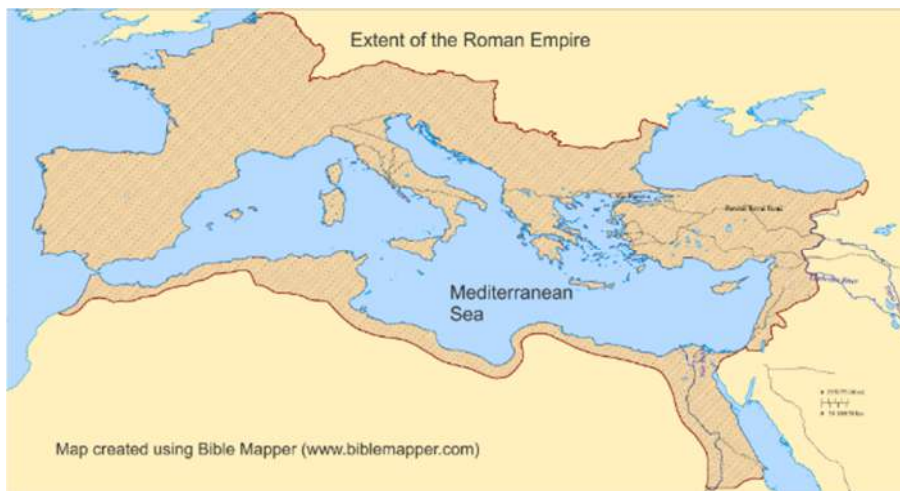 Extent of the Roman Empire
Mediterranean
Sea
Map created using Bible Mapper (www.biblemapper.com)